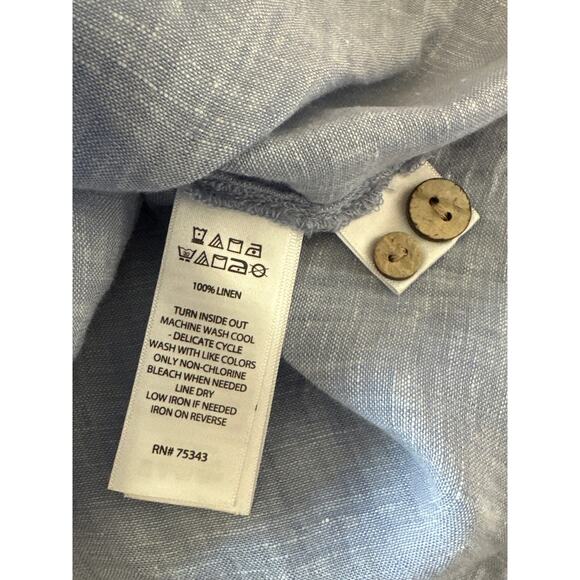 100% LINEN
TURN INSIDE OUT
MACHINE WASH COOL
- DELICATE CYCLE
WASH WITH LIKE COLORS
ONLY NON-CHLORINE
BLEACH WHEN NEEDED
LINE DRY
LOW IRON IF NEEDED
IRON ON REVERSE
RN# 75343